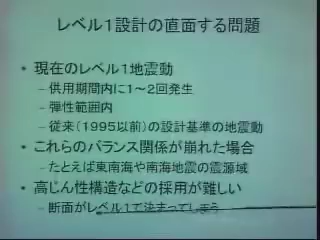 レベル1設計の直面する問題
• 現在のレベル1地震動
– 供用期間内に1～2回発生
– 弾性範囲内
– 従来(1995以前)の設計基準の地震動
• これらのバランス関係が崩れた場合
– たとえば東南海や南海地震の震源域
• 高じん性構造などの採用が難しい
– 断面がレベル1で決まってしまう